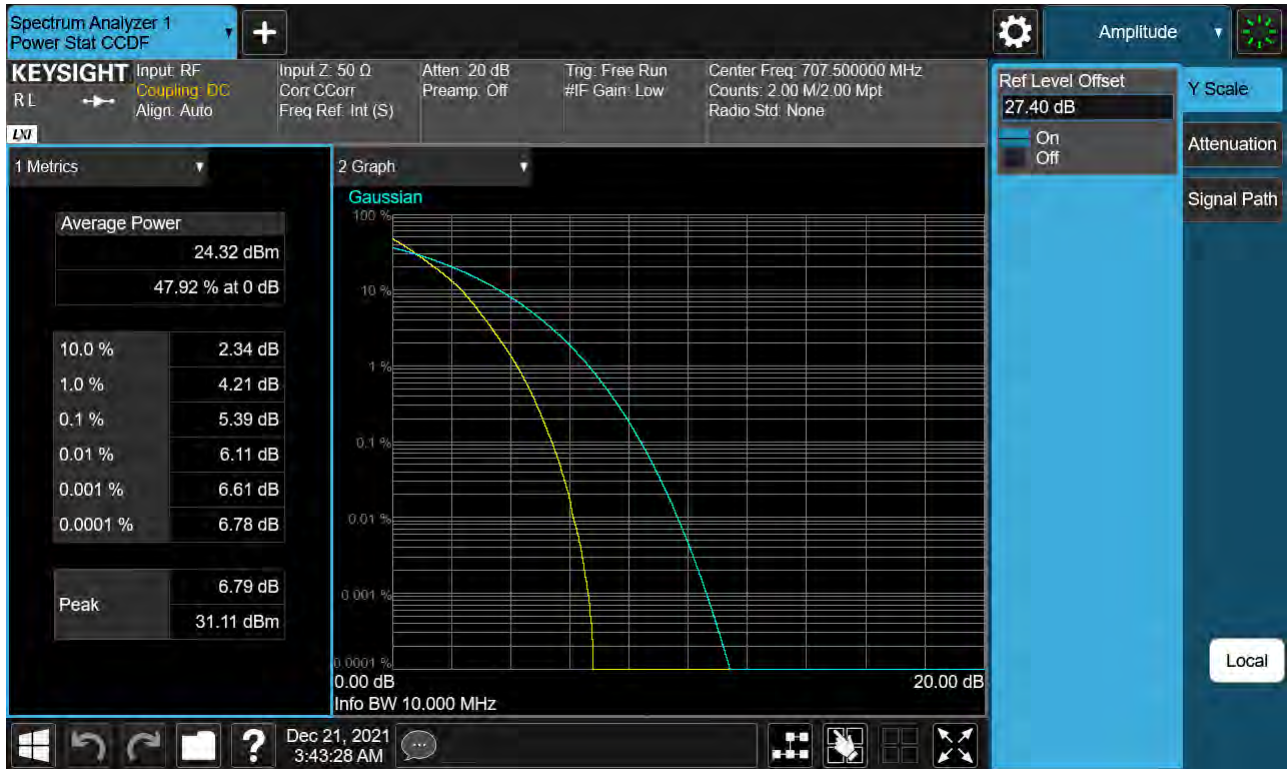 Spectrum Analyzer 1
Power Stat CCDF
Amplitude
KEYSIGHT
RL
LXI
Input: RF
Coupling: DC
Align: Auto
Input Z: 50 Ω
Corr CCorr
Freq Ref: Int (S)
Atten: 20 dB
Preamp: Off
Trig: Free Run
#IF Gain: Low
Center Freq: 707.500000 MHz
Counts: 2.00 M/2.00 Mpt
Radio Std: None
Ref Level Offset
27.40 dB
On
Off
Y Scale
Attenuation
Signal Path
Local
1 Metrics
Average Power
24.32 dBm
47.92 % at 0 dB
10.0 % 2.34 dB
1.0 % 4.21 dB
0.1 % 5.39 dB
0.01 % 6.11 dB
0.001 % 6.61 dB
0.0001 % 6.78 dB
Peak
6.79 dB
31.11 dBm
2 Graph
Gaussian
100 %
10 %
1 %
0.1 %
0.01 %
0.001 %
0.0001 %
0.00 dB 20.00 dB
Info BW 10.000 MHz
?
Dec 21, 2021
3:43:28 AM